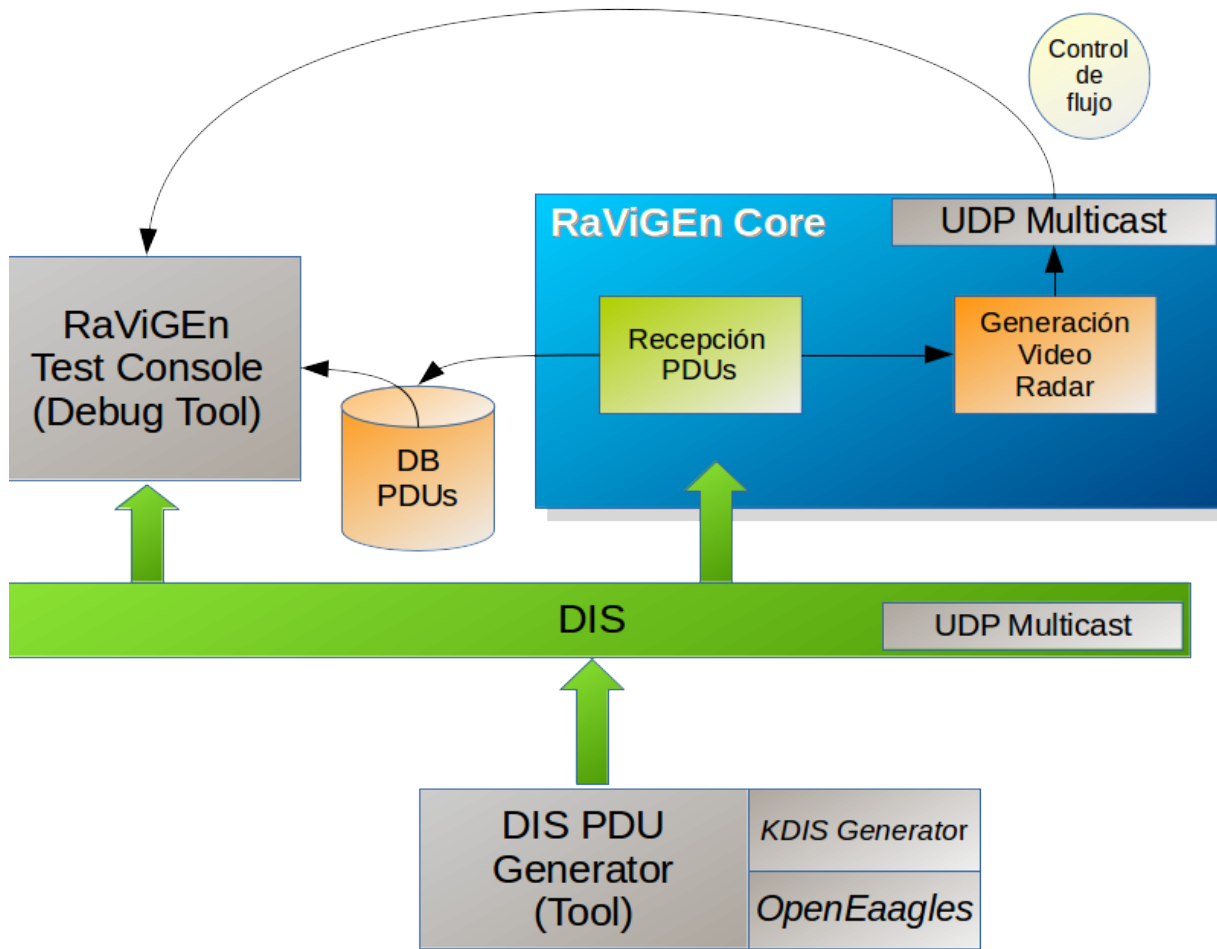 Control
de
flujo
RaViGEn Core
UDP Multicast
RaViGEn
Test Console
(Debug Tool)
Recepción
PDUs
Generación
Video
Radar
DB
PDUs
DIS
UDP Multicast
DIS PDU
Generator
(Tool)
KDIS Generator
OpenEaagles